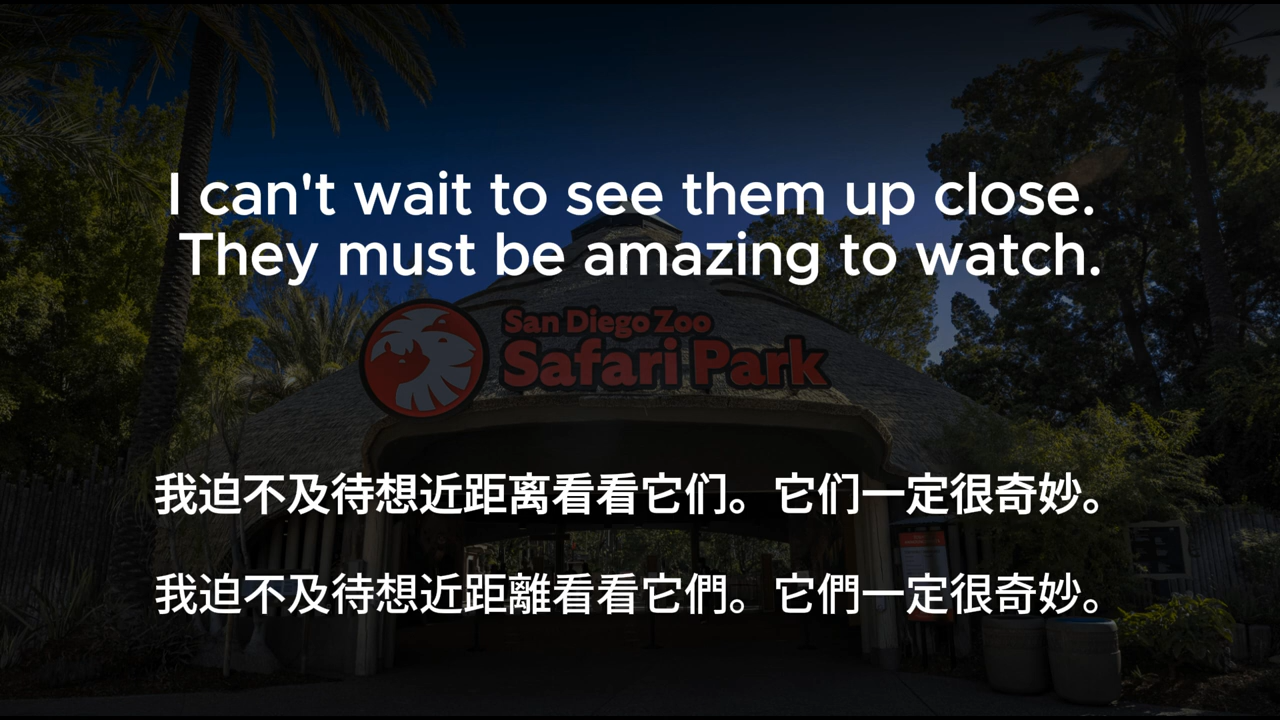 I can't wait to see them up close.
They must be amazing to watch.
San Diego Zoo
Safari Park
我迫不及待想近距离看看它们。它们一定很奇妙。
我迫不及待想近距離看看它們。它們一定很奇妙。